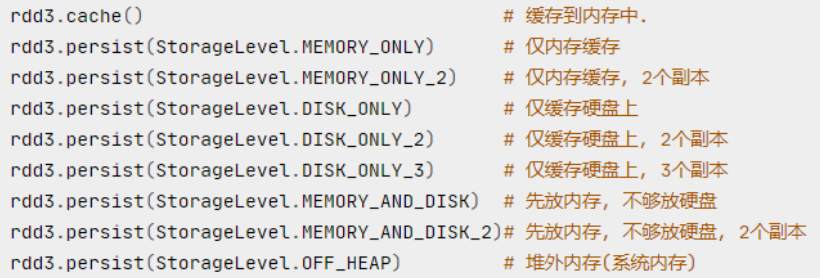 rdd3.cache() # 缓存到内存中.
rdd3.persist(StorageLevel.MEMORY_ONLY) # 仅内存缓存
rdd3.persist(StorageLevel.MEMORY_ONLY_2) # 仅内存缓存, 2个副本
rdd3.persist(StorageLevel.DISK_ONLY) # 仅缓存硬盘上
rdd3.persist(StorageLevel.DISK_ONLY_2) # 仅缓存硬盘上, 2个副本
rdd3.persist(StorageLevel.DISK_ONLY_3) # 仅缓存硬盘上, 3个副本
rdd3.persist(StorageLevel.MEMORY_AND_DISK) # 先放内存, 不够放硬盘
rdd3.persist(StorageLevel.MEMORY_AND_DISK_2)# 先放内存, 不够放硬盘, 2个副本
rdd3.persist(StorageLevel.OFF_HEAP) # 堆外内存(系统内存)